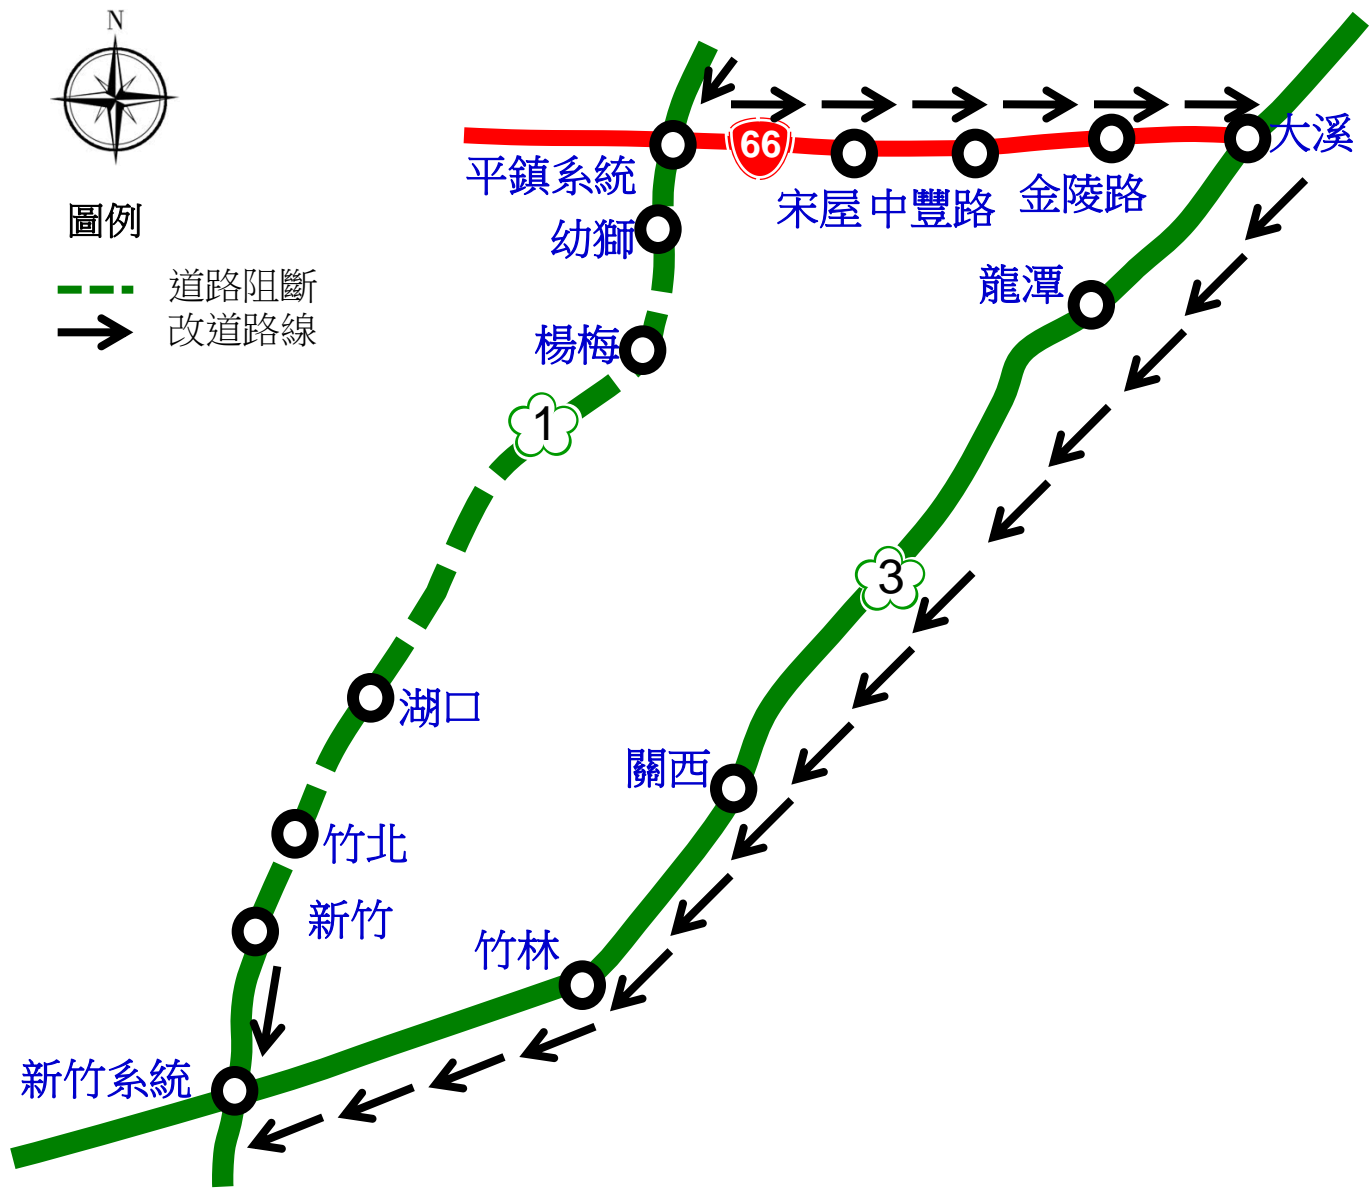 N
66
大溪
平鎮系統
宋屋
中豐路
金陵路
圖例
幼獅
道路阻斷
龍潭
改道路線
楊梅
1
3
湖口
關西
竹北
新竹
竹林
新竹系統